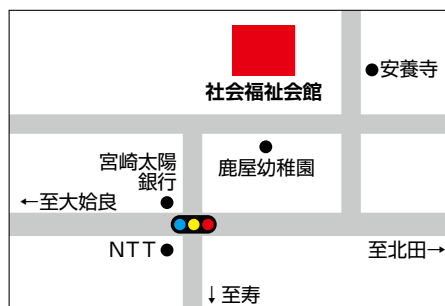 安養寺
社会福祉会館
宮崎太陽
銀行
鹿屋幼稚園
←至大姶良
NTT
至北田→
↓至寿